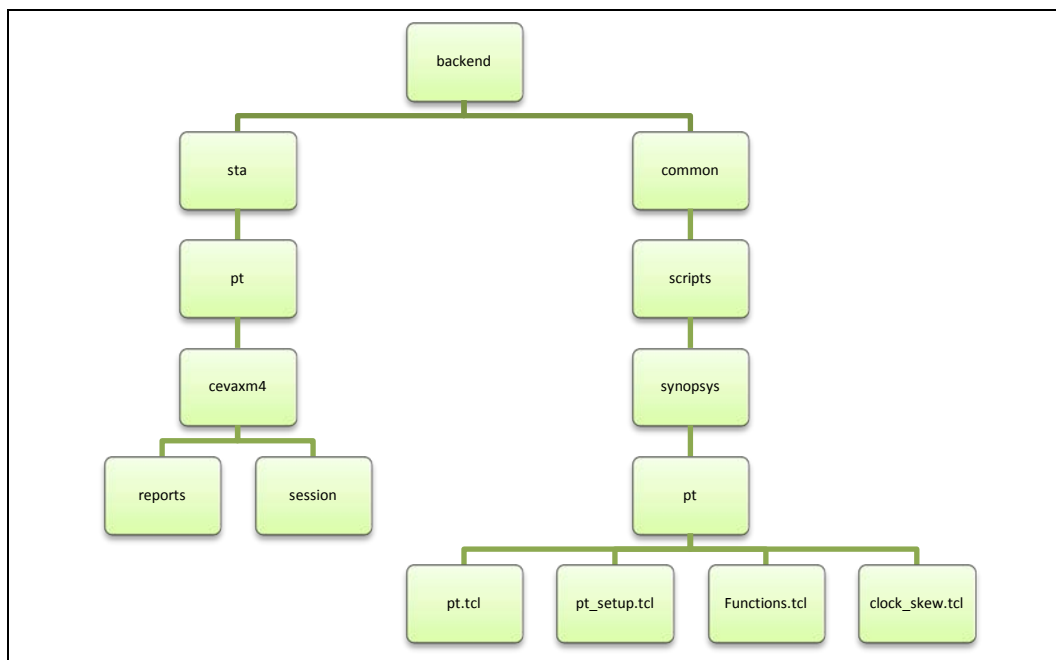 backend
sta
common
pt
scripts
cevaxm4
synopsys
reports
session
pt
pt.tcl
pt_setup.tcl
Functions.tcl
clock_skew.tcl